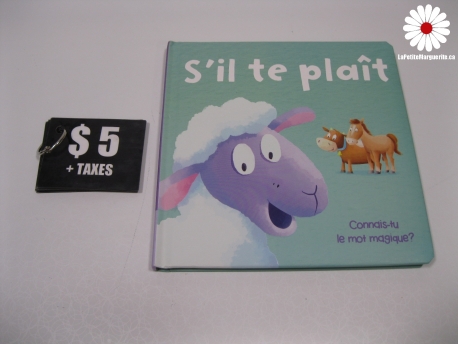 LaPetiteMarguerite.ca
S'il te plaît
$5
+ TAXES
Connais-tu
le mot magique?